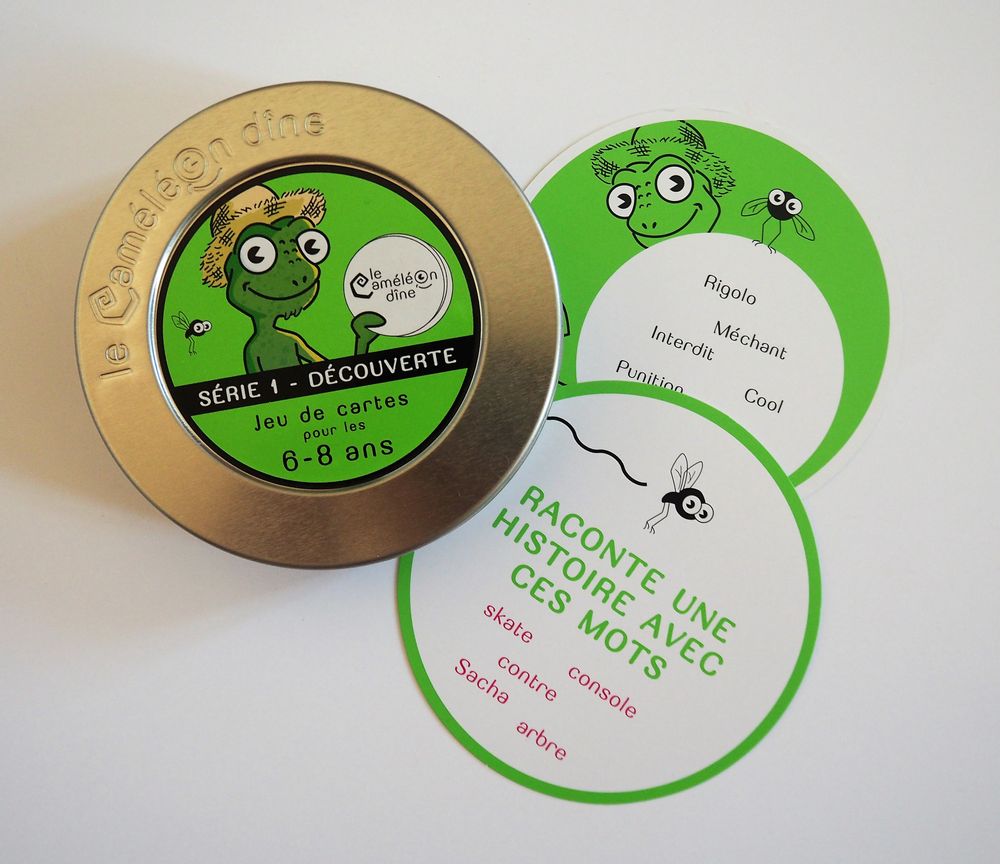 le Caméléon dîne
le
Caméléon
dîne
SÉRIE 1 - DÉCOUVERTE
Jeu de cartes
pour les
6-8 ans
Rigolo
Méchant
Interdit
Punition
Cool
RACONTE UNE
HISTOIRE AVEC
CES MOTS
skate
console
contre
Sacha
arbre